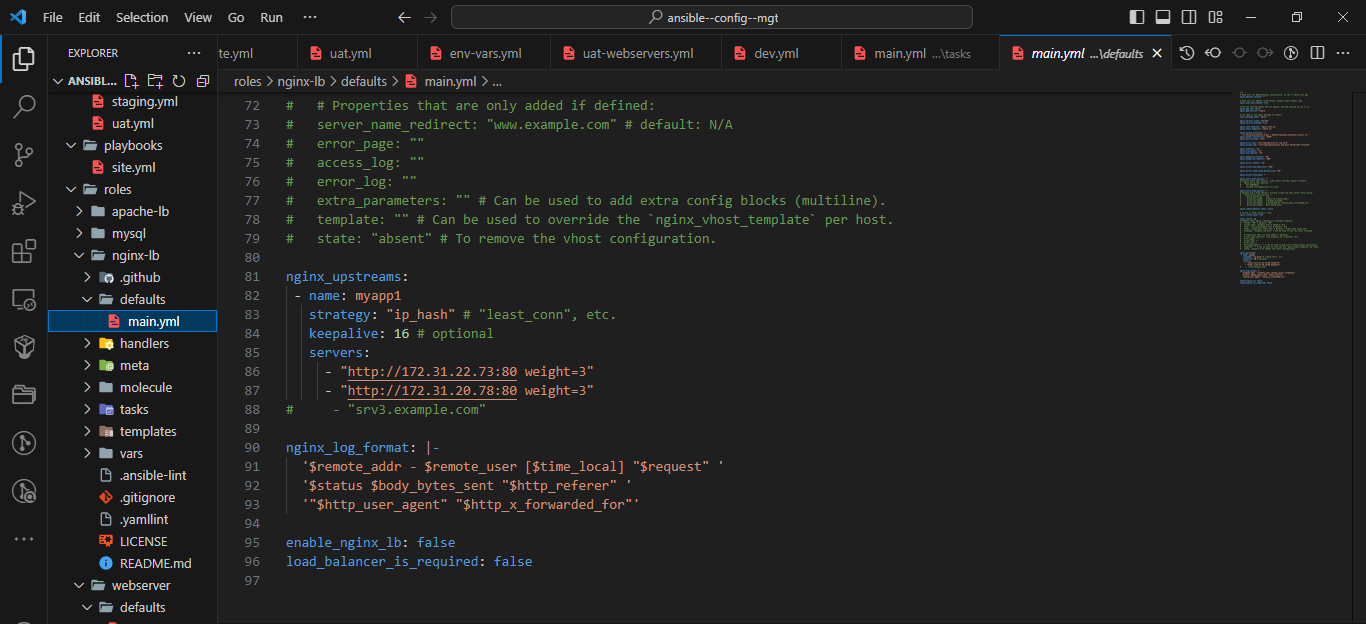 File Edit Selection View Go Run ··· ansible--config--mgt
EXPLORER ···
te.yml uat.yml env-vars.yml uat-webservers.yml dev.yml main.yml ...\tasks main.yml ...\defaults
ANSIBL...
staging.yml
uat.yml
playbooks
site.yml
roles
apache-lb
mysql
nginx-lb
.github
defaults
main.yml
handlers
meta
molecule
tasks
templates
vars
.ansible-lint
.gitignore
.yamllint
LICENSE
README.md
webserver
defaults
roles > nginx-lb > defaults > main.yml > ...
72 #   # Properties that are only added if defined:
73 #   server_name_redirect: "www.example.com" # default: N/A
74 #   error_page: ""
75 #   access_log: ""
76 #   error_log: ""
77 #   extra_parameters: "" # Can be used to add extra config blocks (multiline).
78 #   template: "" # Can be used to override the `nginx_vhost_template` per host.
79 #   state: "absent" # To remove the vhost configuration.
80
81 nginx_upstreams:
82  - name: myapp1
83    strategy: "ip_hash" # "least_conn", etc.
84    keepalive: 16 # optional
85    servers:
86      - "http://172.31.22.73:80 weight=3"
87      - "http://172.31.20.78:80 weight=3"
88 #     - "srv3.example.com"
89
90 nginx_log_format: |-
91   '$remote_addr - $remote_user [$time_local] "$request" '
92   '$status $body_bytes_sent "$http_referer" '
93   '"$http_user_agent" "$http_x_forwarded_for"'
94
95 enable_nginx_lb: false
96 load_balancer_is_required: false
97